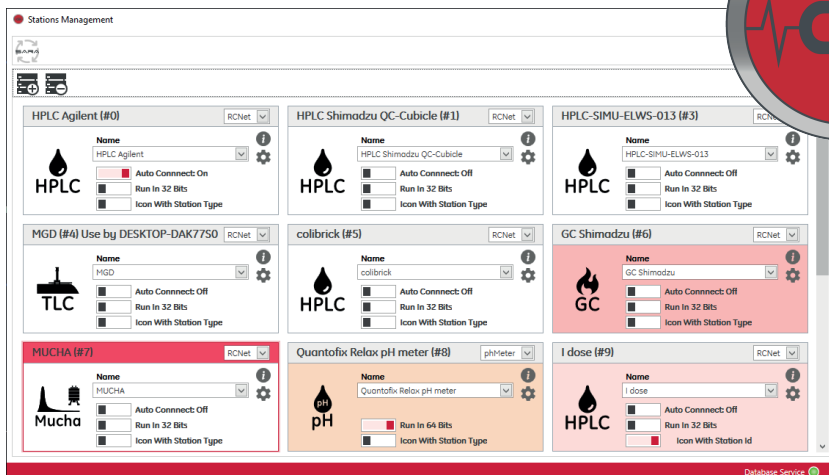 Stations Management
SARA
HPLC Agilent (#0) RCNet
Name
HPLC Agilent
Auto Connnect: On
HPLC Run In 32 Bits
Icon With Station Type
HPLC Shimadzu QC-Cubicle (#1) RCNet
Name
HPLC Shimadzu QC-Cubicle
Auto Connnect: Off
HPLC Run In 32 Bits
Icon With Station Type
HPLC-SIMU-ELWS-013 (#3)
Name
HPLC-SIMU-ELWS-013
Auto Connnect: Off
HPLC Run In 32 Bits
Icon With Station Type
MGD (#4) Use by DESKTOP-DAK77S0 RCNet
Name
MGD
Auto Connnect: Off
TLC Run In 32 Bits
Icon With Station Type
colibrick (#5) RCNet
Name
colibrick
Auto Connnect: Off
HPLC Run In 32 Bits
Icon With Station Type
GC Shimadzu (#6) RCNet
Name
GC Shimadzu
Auto Connnect: Off
GC Run In 32 Bits
Icon With Station Type
MUCHA (#7) RCNet
Name
MUCHA
Auto Connnect: Off
Mucha Run In 32 Bits
Icon With Station Type
Quantofix Relax pH meter (#8) phMeter
Name
Quantofix Relax pH meter
pH
pH Run In 64 Bits
Icon With Station Type
I dose (#9) RCNet
Name
I dose
Auto Connnect: Off
HPLC Run In 32 Bits
Icon With Station Id
Database Service